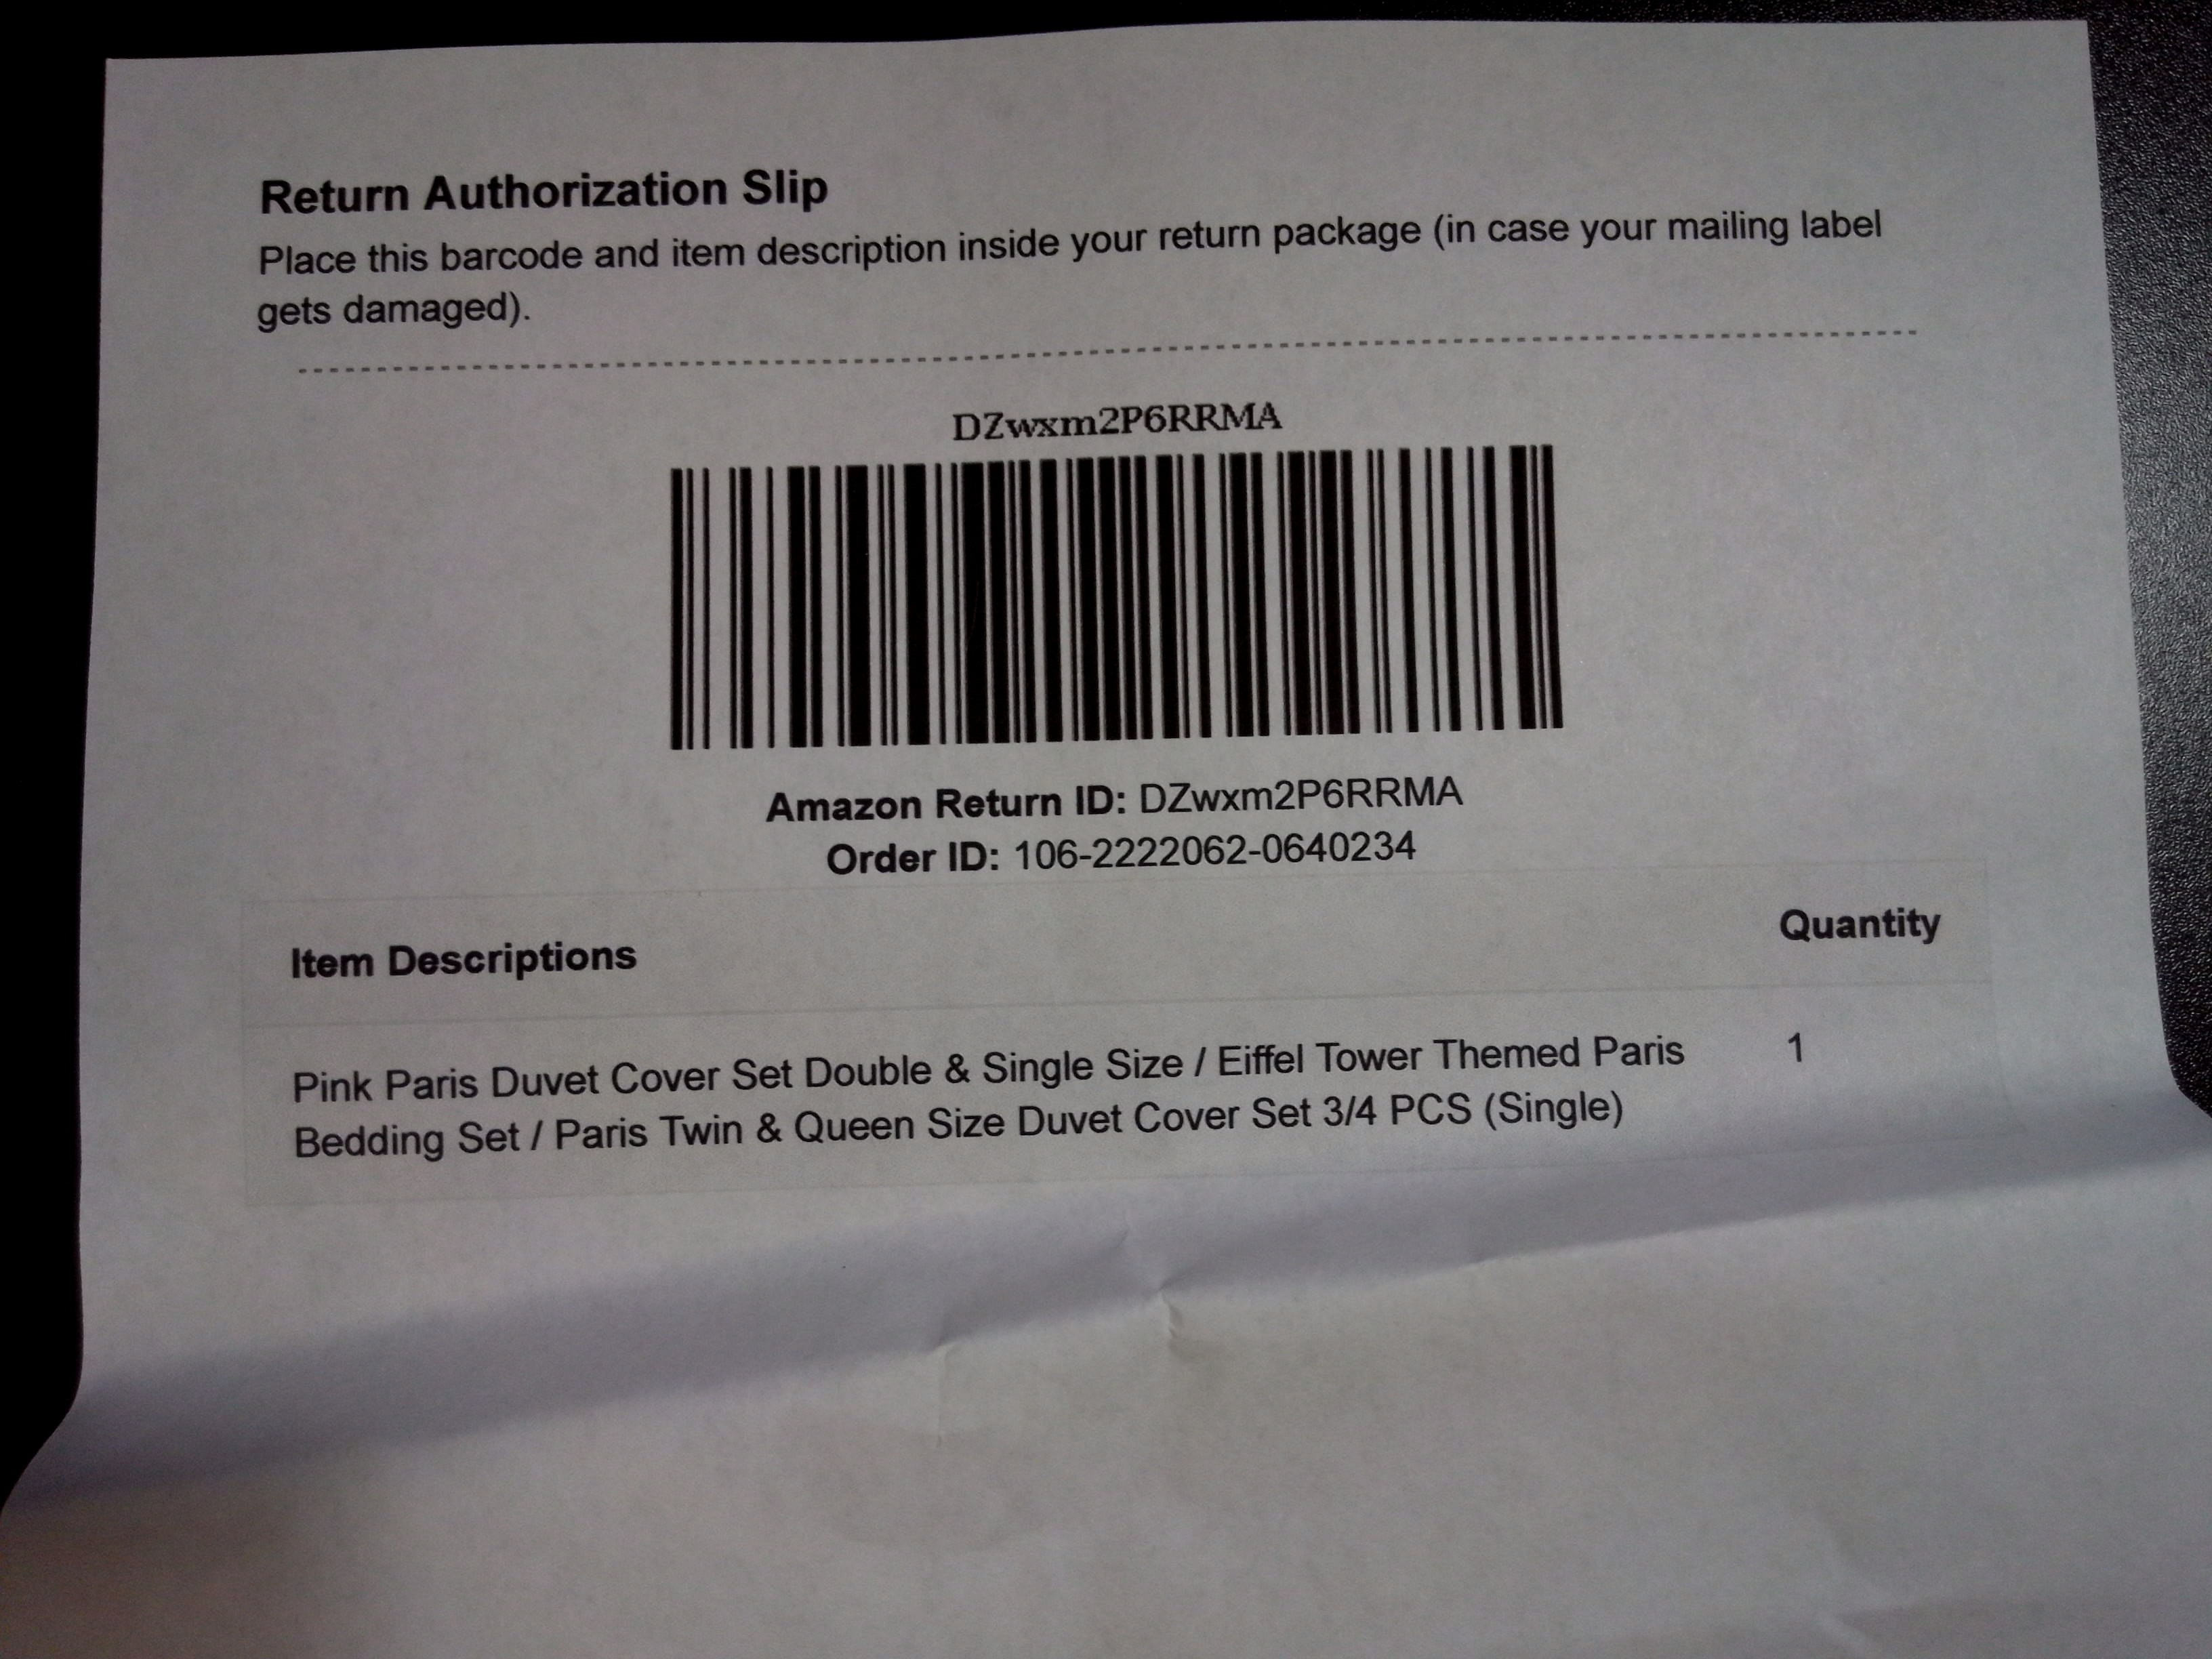 Return Authorization Slip
Place this barcode and item description inside your return package (in case your mailing label
gets damaged).
DZwxm2P6RRMA
Amazon Return ID: DZwxm2P6RRMA
Order ID: 106-2222062-0640234
Item Descriptions Quantity
Pink Paris Duvet Cover Set Double & Single Size / Eiffel Tower Themed Paris 1
Bedding Set / Paris Twin & Queen Size Duvet Cover Set 3/4 PCS (Single)